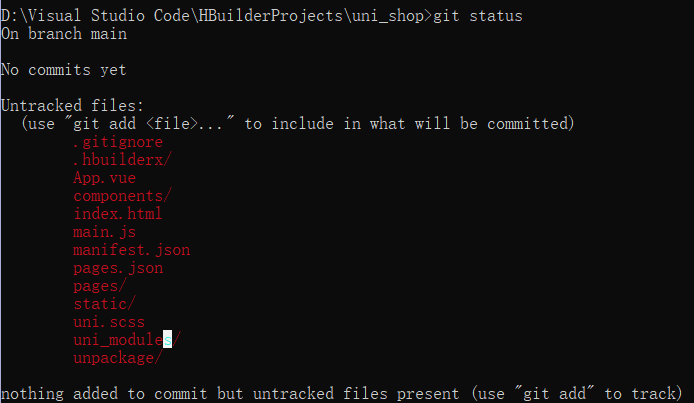 D:\Visual Studio Code\HBuilderProjects\uni_shop>git status
On branch main
No commits yet
Untracked files:
(use "git add <file>..." to include in what will be committed)
.gitignore
.hbuilderx/
App.vue
components/
index.html
main.js
manifest.json
pages.json
pages/
static/
uni.scss
uni_modules/
unpackage/
nothing added to commit but untracked files present (use "git add" to track)